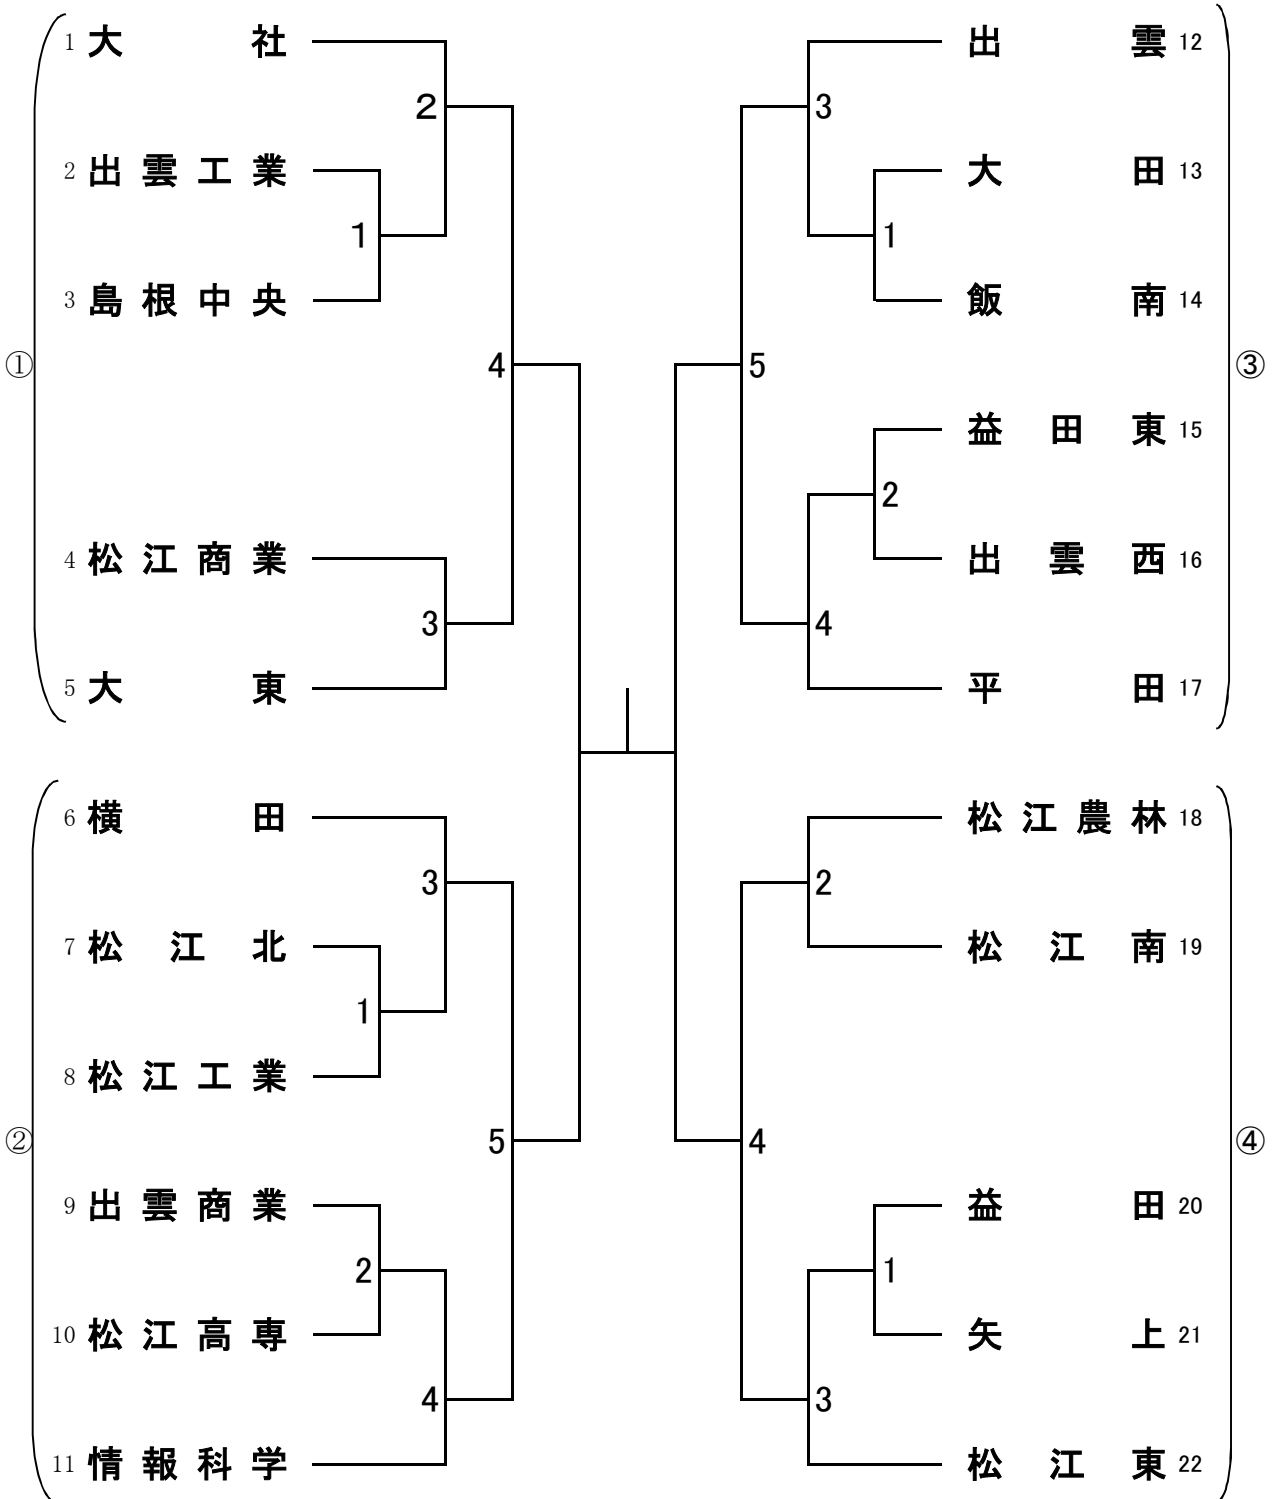 1 大社
2
2 出雲工業
1
3 島根中央
①
4
4 松江商業
3
5 大東
6 横田
3
7 松江北
1
8 松江工業
②
5
9 出雲商業
2
10 松江高専
4
11 情報科学
出雲 12
3
大田 13
1
飯南 14
5
③
益田東 15
2
出雲西 16
4
平田 17
松江農林 18
2
松江南 19
4
④
益田 20
1
矢上 21
3
松江東 22